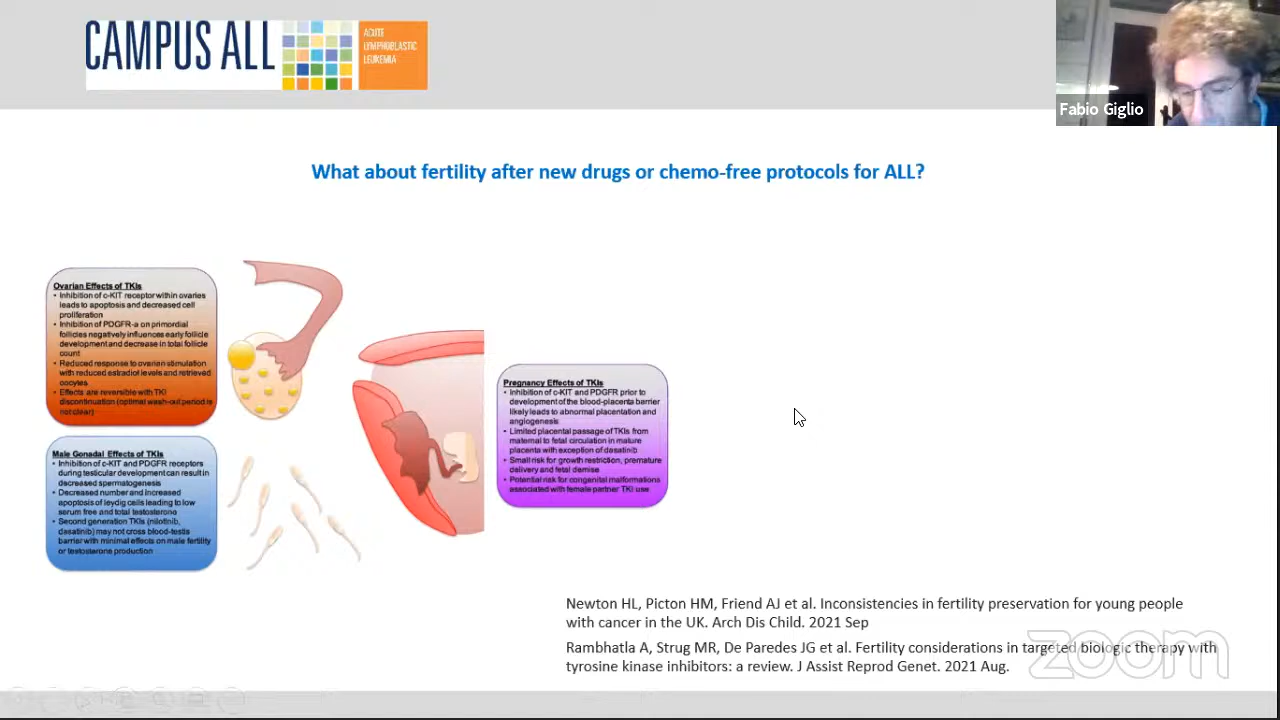 CAMPUS ALL
ACUTE
LYMPHOBLASTIC
LEUKEMIA
Fabio Giglio
What about fertility after new drugs or chemo-free protocols for ALL?
Ovarian Effects of TKIs
• Inhibition of c-KIT receptor within ovaries
leads to apoptosis and decreased cell
proliferation
• Inhibition of PDGFR-a on primordial
follicles negatively influences early follicle
development and decrease in total follicle
count
• Reduced response to ovarian stimulation
with reduced estradiol levels and retrieved
oocytes
• Effects are reversible with TKI
discontinuation (optimal wash-out period is
not clear)
Male Gonadal Effects of TKIs
• Inhibition of c-KIT and PDGFR receptors
during testicular development can result in
decreased spermatogenesis
• Decreased number and increased
apoptosis of leydig cells leading to low
serum free and total testosterone
• Second generation TKIs (nilotinib,
dasatinib) may not cross blood-testis
barrier with minimal effects on male fertility
or testosterone production
Pregnancy Effects of TKIs
• Inhibition of c-KIT and PDGFR prior to
development of the blood-placenta barrier
likely leads to abnormal placentation and
angiogenesis
• Limited placental passage of TKIs from
maternal to fetal circulation in mature
placenta with exception of dasatinib
• Small risk for growth restriction, premature
delivery and fetal demise
• Potential risk for congenital malformations
associated with female partner TKI use
Newton HL, Picton HM, Friend AJ et al. Inconsistencies in fertility preservation for young people
with cancer in the UK. Arch Dis Child. 2021 Sep
Rambhatla A, Strug MR, De Paredes JG et al. Fertility considerations in targeted biologic therapy with
tyrosine kinase inhibitors: a review. J Assist Reprod Genet. 2021 Aug.
zoom